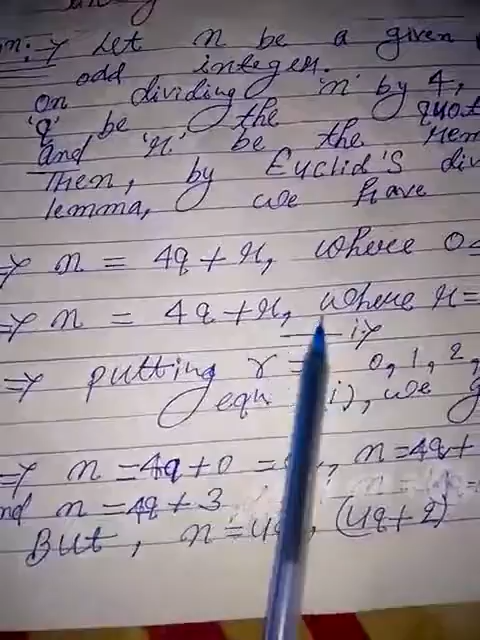 Let n be a given
odd integer.
on dividing 'n' by 4,
'q' be the quot
and 'r' be the rem
Then, by Euclid's div
lemma, we have
=> n = 4q + r, where 0≤
=> n = 4q + r, where r =
i)
=> putting r = 0, 1, 2,
eqn (i), we g
=> n = 4q + 0 = , n = 4q +
nd n = 4q + 3
But, n = 4q, (4q + 2)